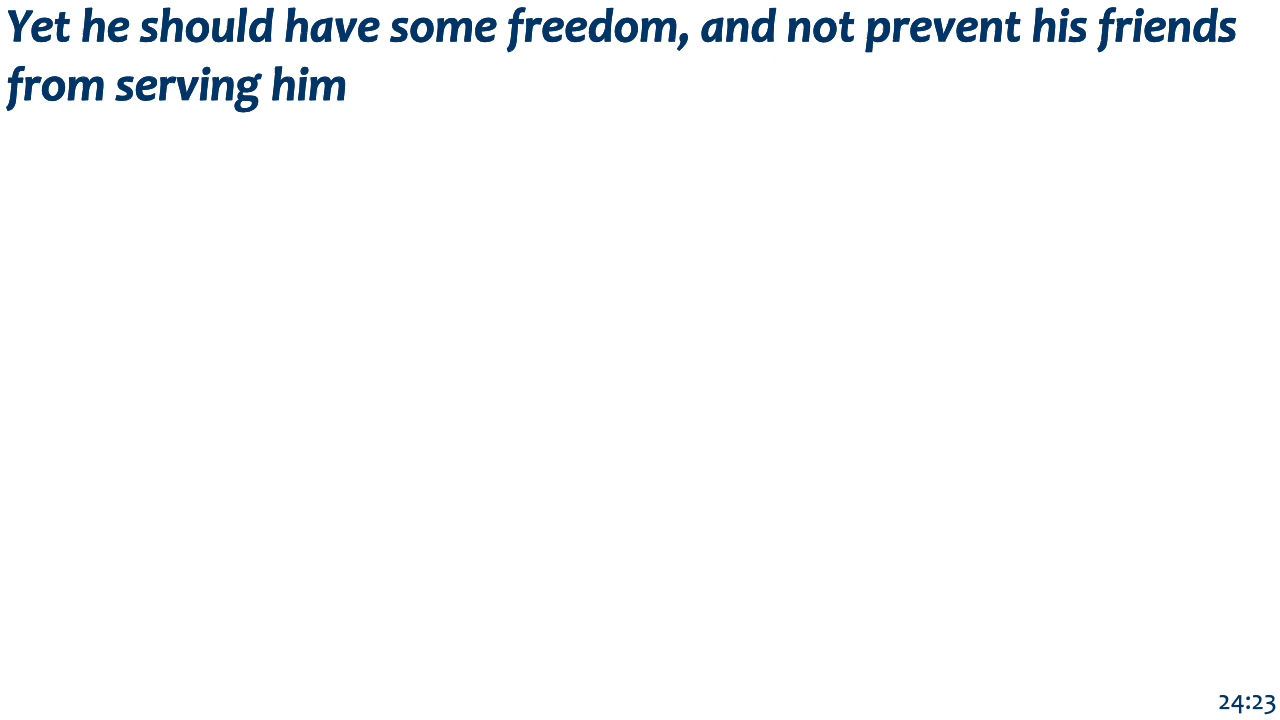 Yet he should have some freedom, and not prevent his friends
from serving him
24:23